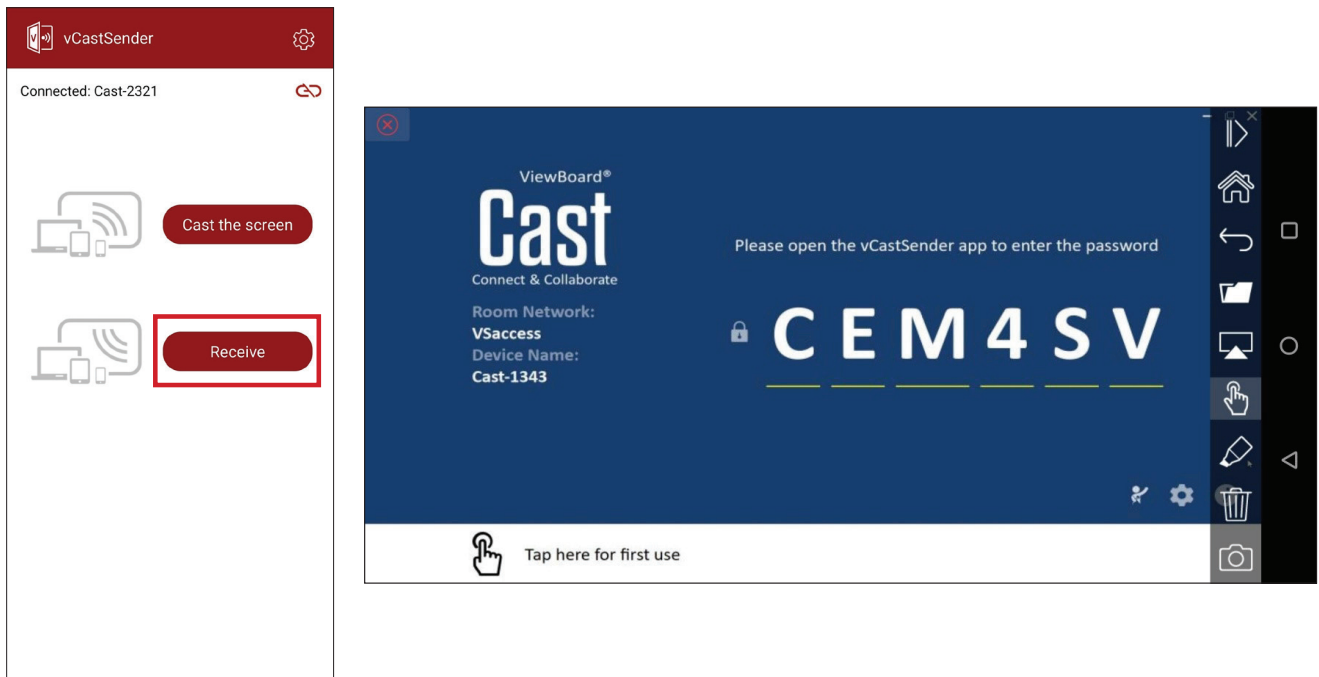 vCastSender
Connected: Cast-2321
Cast the screen
Receive
ViewBoard®
Cast
Connect & Collaborate
Room Network:
VSaccess
Device Name:
Cast-1343
Please open the vCastSender app to enter the password
C E M 4 S V
Tap here for first use